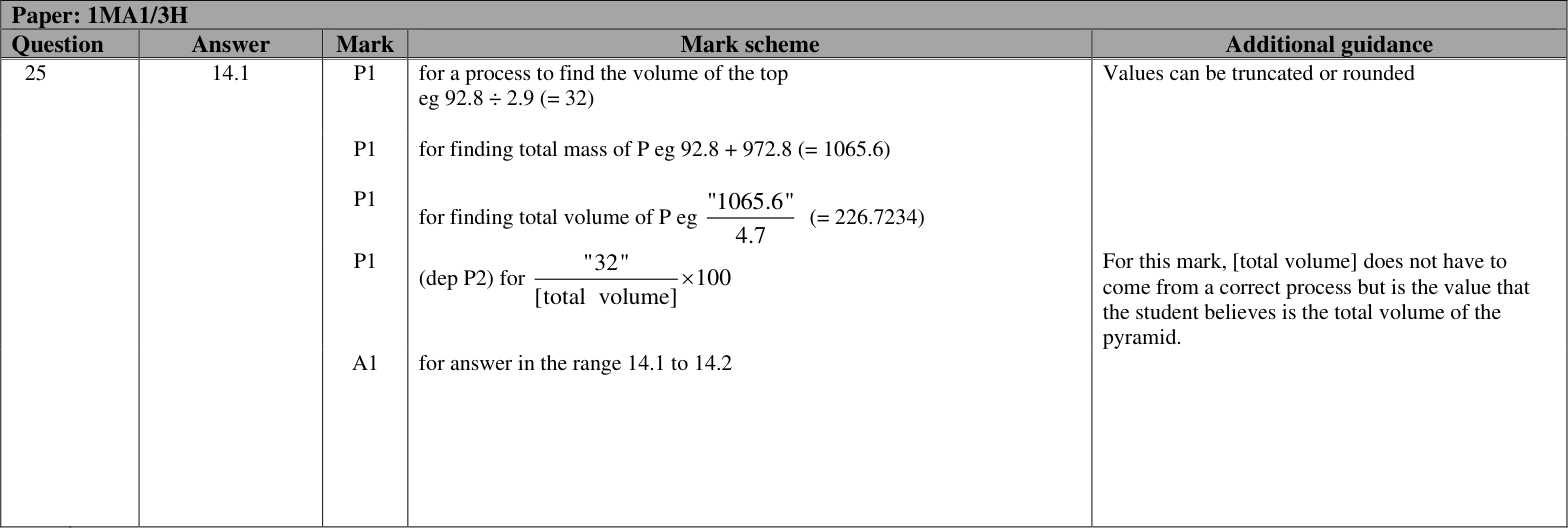 Paper: 1MA1/3H
Question Answer Mark Mark scheme Additional guidance
25 14.1 P1 for a process to find the volume of the top Values can be truncated or rounded
eg 92.8 ÷ 2.9 (= 32)
P1 for finding total mass of P eg 92.8 + 972.8 (= 1065.6)
P1 for finding total volume of P eg "1065.6" / 4.7 (= 226.7234)
P1 (dep P2) for "32" / [total volume] ×100
For this mark, [total volume] does not have to
come from a correct process but is the value that
the student believes is the total volume of the
pyramid.
A1 for answer in the range 14.1 to 14.2